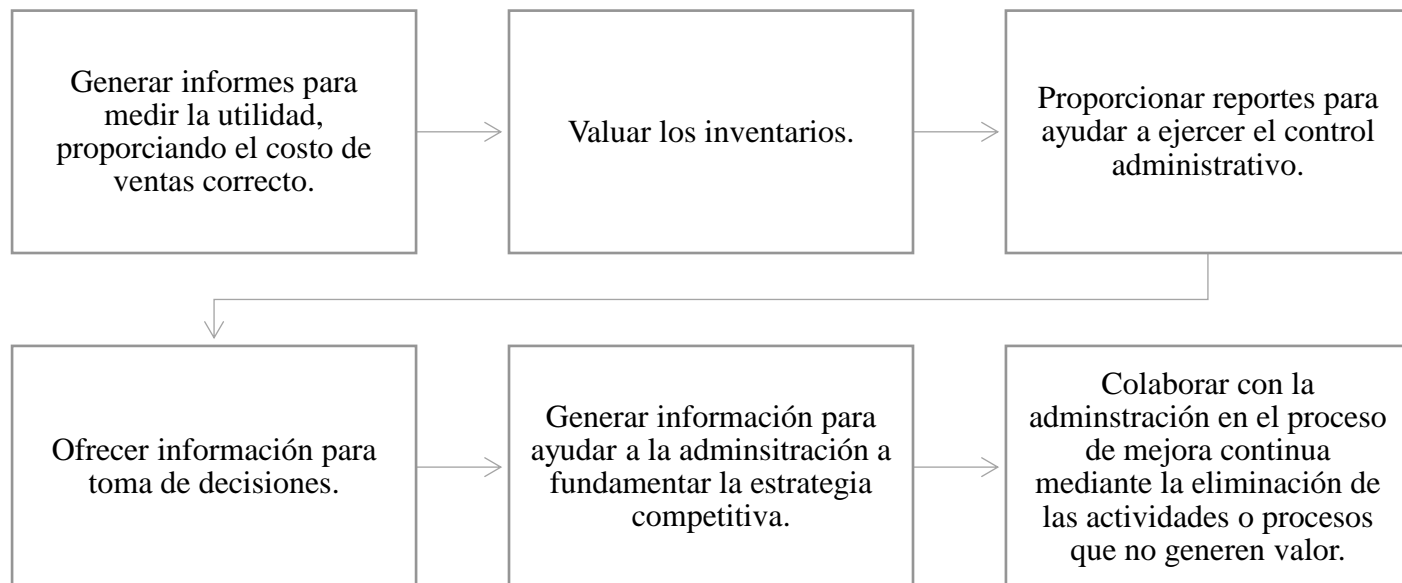 Generar informes para
medir la utilidad,
proporciando el costo de
ventas correcto.
Valuar los inventarios.
Proporcionar reportes para
ayudar a ejercer el control
administrativo.
Ofrecer información para
toma de decisiones.
Generar información para
ayudar a la adminsitración a
fundamentar la estrategia
competitiva.
Colaborar con la
adminstración en el proceso
de mejora continua
mediante la eliminación de
las actividades o procesos
que no generen valor.